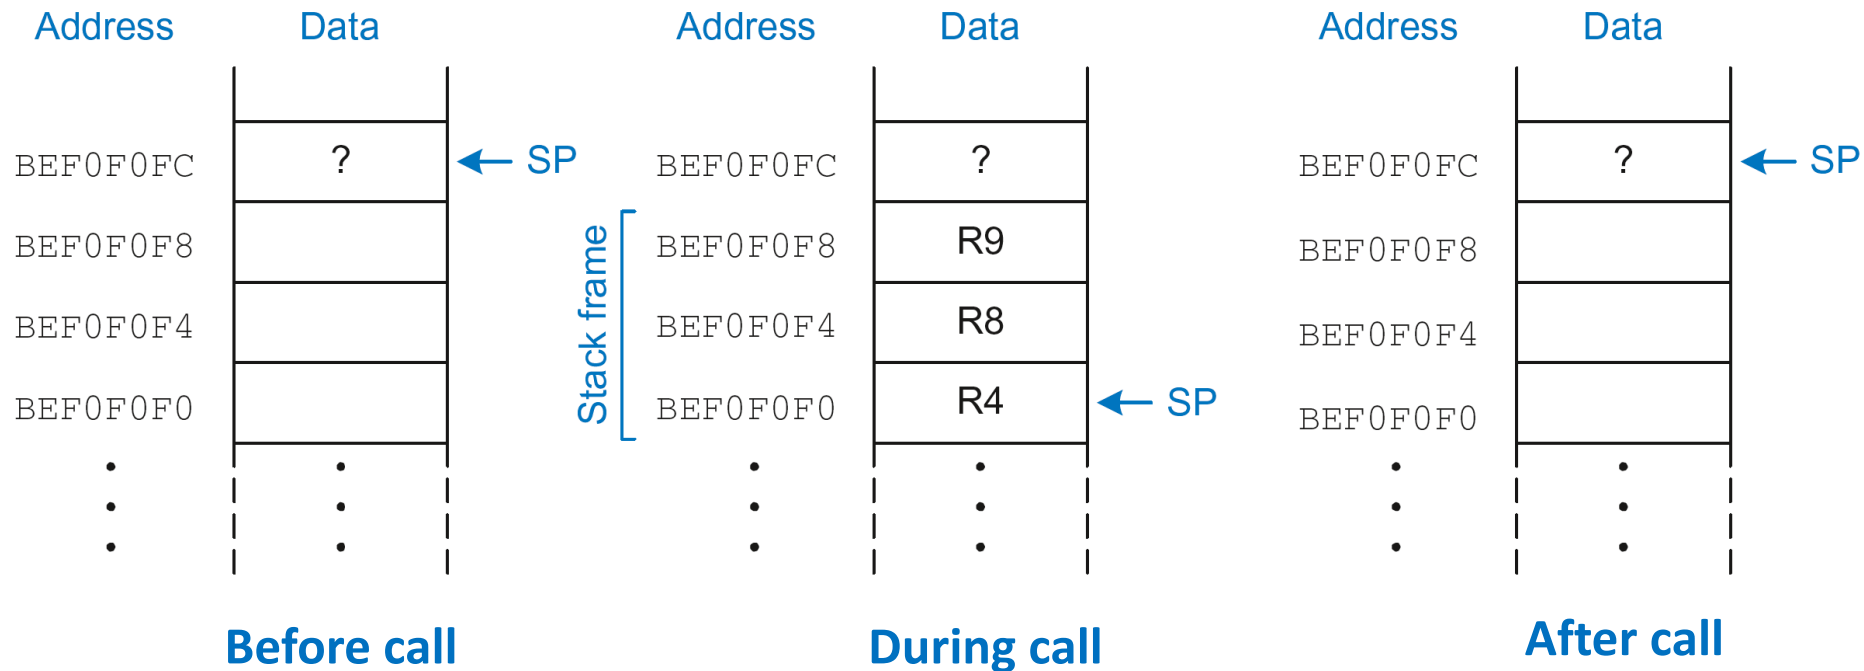 Address Data Address Data Address Data
BEF0F0FC ? SP BEF0F0FC ? BEF0F0FC ? SP
BEF0F0F8 BEF0F0F8 R9 BEF0F0F8
Stack frame
BEF0F0F4 BEF0F0F4 R8 BEF0F0F4
BEF0F0F0 BEF0F0F0 R4 SP BEF0F0F0
Before call During call After call